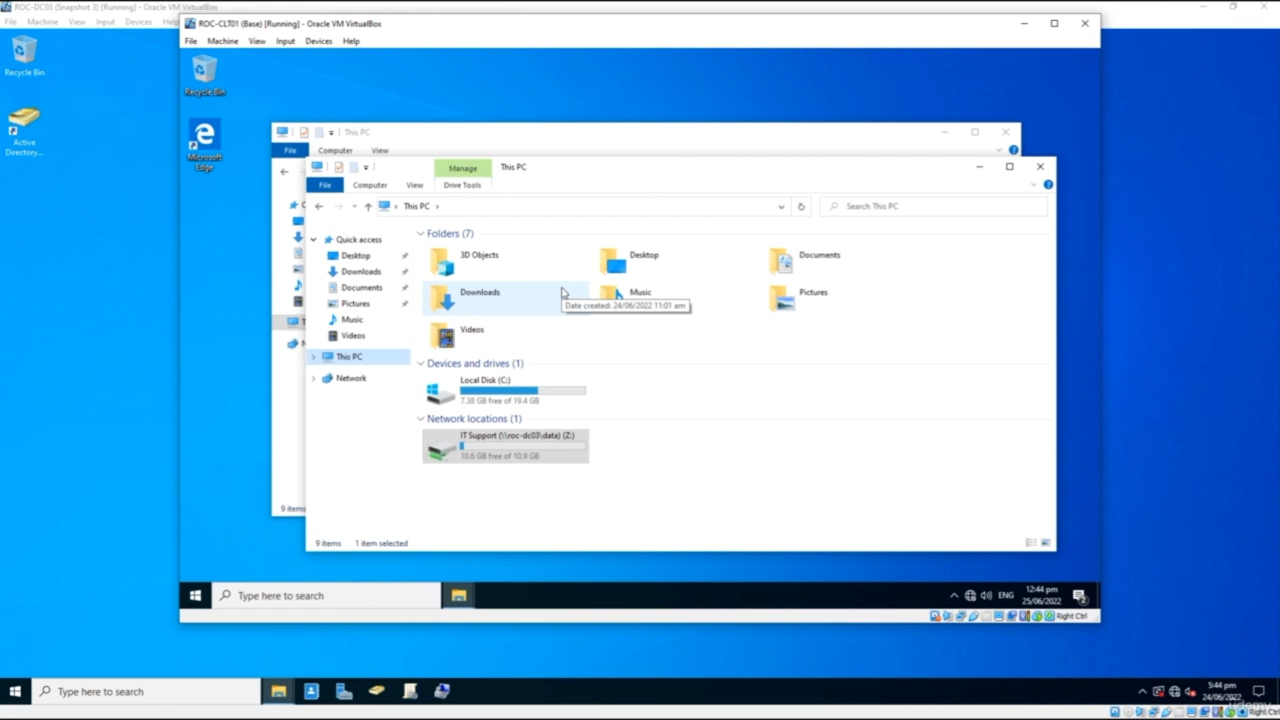 ROC-DC03 (Snapshot 3) [Running] - Oracle VM VirtualBox
File Machine View Input Devices Help
ROC-CLT01 (Base) [Running] - Oracle VM VirtualBox
File Machine View Input Devices Help
Recycle Bin
Active
Directory...
Recycle Bin
Microsoft
Edge
This PC
File Computer View
Manage This PC
File Computer View Drive Tools
This PC
Search This PC
Quick access
Desktop
Downloads
Documents
Pictures
Music
Videos
This PC
Network
Folders (7)
3D Objects Desktop Documents
Downloads Music Pictures
Date created: 24/06/2022 11:01 am
Videos
Devices and drives (1)
Local Disk (C:)
7.38 GB free of 19.4 GB
Network locations (1)
IT Support (\\roc-dc03\data) (Z:)
10.6 GB free of 10.9 GB
9 items
9 items 1 item selected
Type here to search
ENG
12:44 pm
25/06/2022
2
Right Ctrl
Type here to search
5:44 pm
24/06/2022
udemy
Right Ctrl